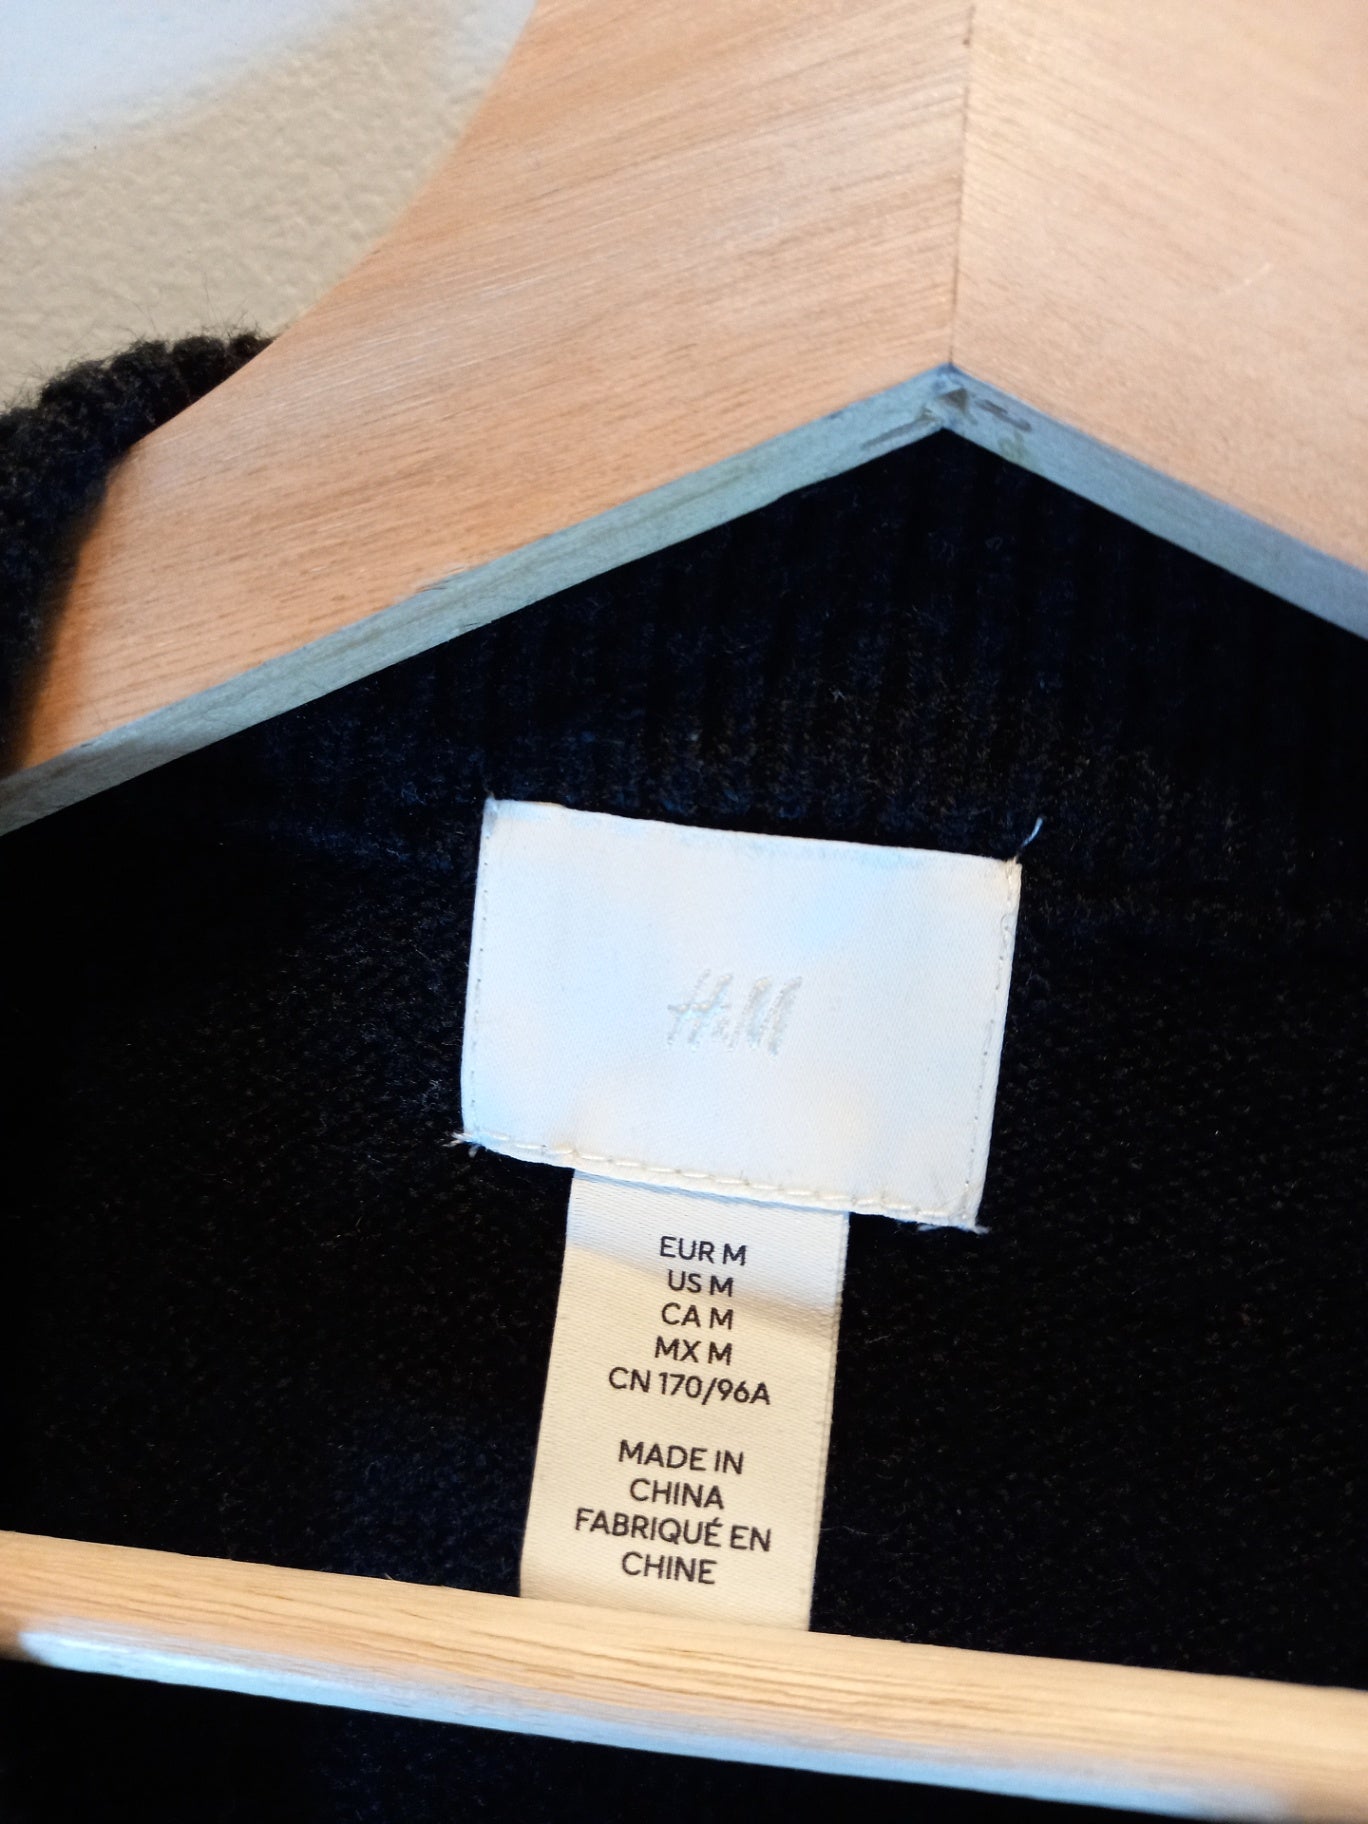 H&M
EUR M
US M
CA M
MX M
CN 170/96A
MADE IN
CHINA
FABRIQUÉ EN
CHINE